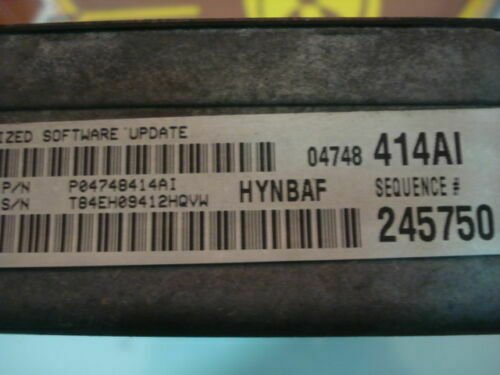 IZED SOFTWARE UPDATE
04748 414AI
P/N P04748414AI
S/N T84EH09412HQVW
HYNBAF SEQUENCE #
245750